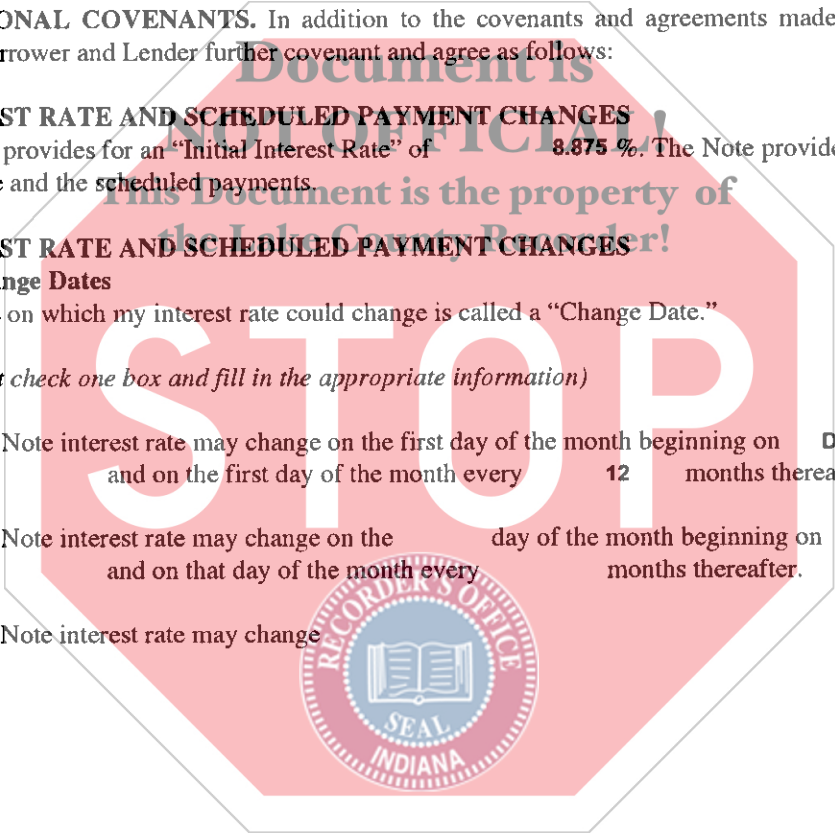 ONAL COVENANTS. In addition to the covenants and agreements made
rrower and Lender further covenant and agree as follows:
Document is
ST RATE AND SCHEDULED PAYMENT CHANGES
NOT OFFICIAL!
provides for an “Initial Interest Rate” of 8.875 %. The Note provide
e and the scheduled payments.
This Document is the property of
the Lake County Recorder!
ST RATE AND SCHEDULED PAYMENT CHANGES
nge Dates
on which my interest rate could change is called a “Change Date.”
t check one box and fill in the appropriate information)
STOP
Note interest rate may change on the first day of the month beginning on D
and on the first day of the month every 12 months therea
Note interest rate may change on the day of the month beginning on
and on that day of the month every months thereafter.
Note interest rate may change
RECORDER'S OFFICE
SEAL
INDIANA